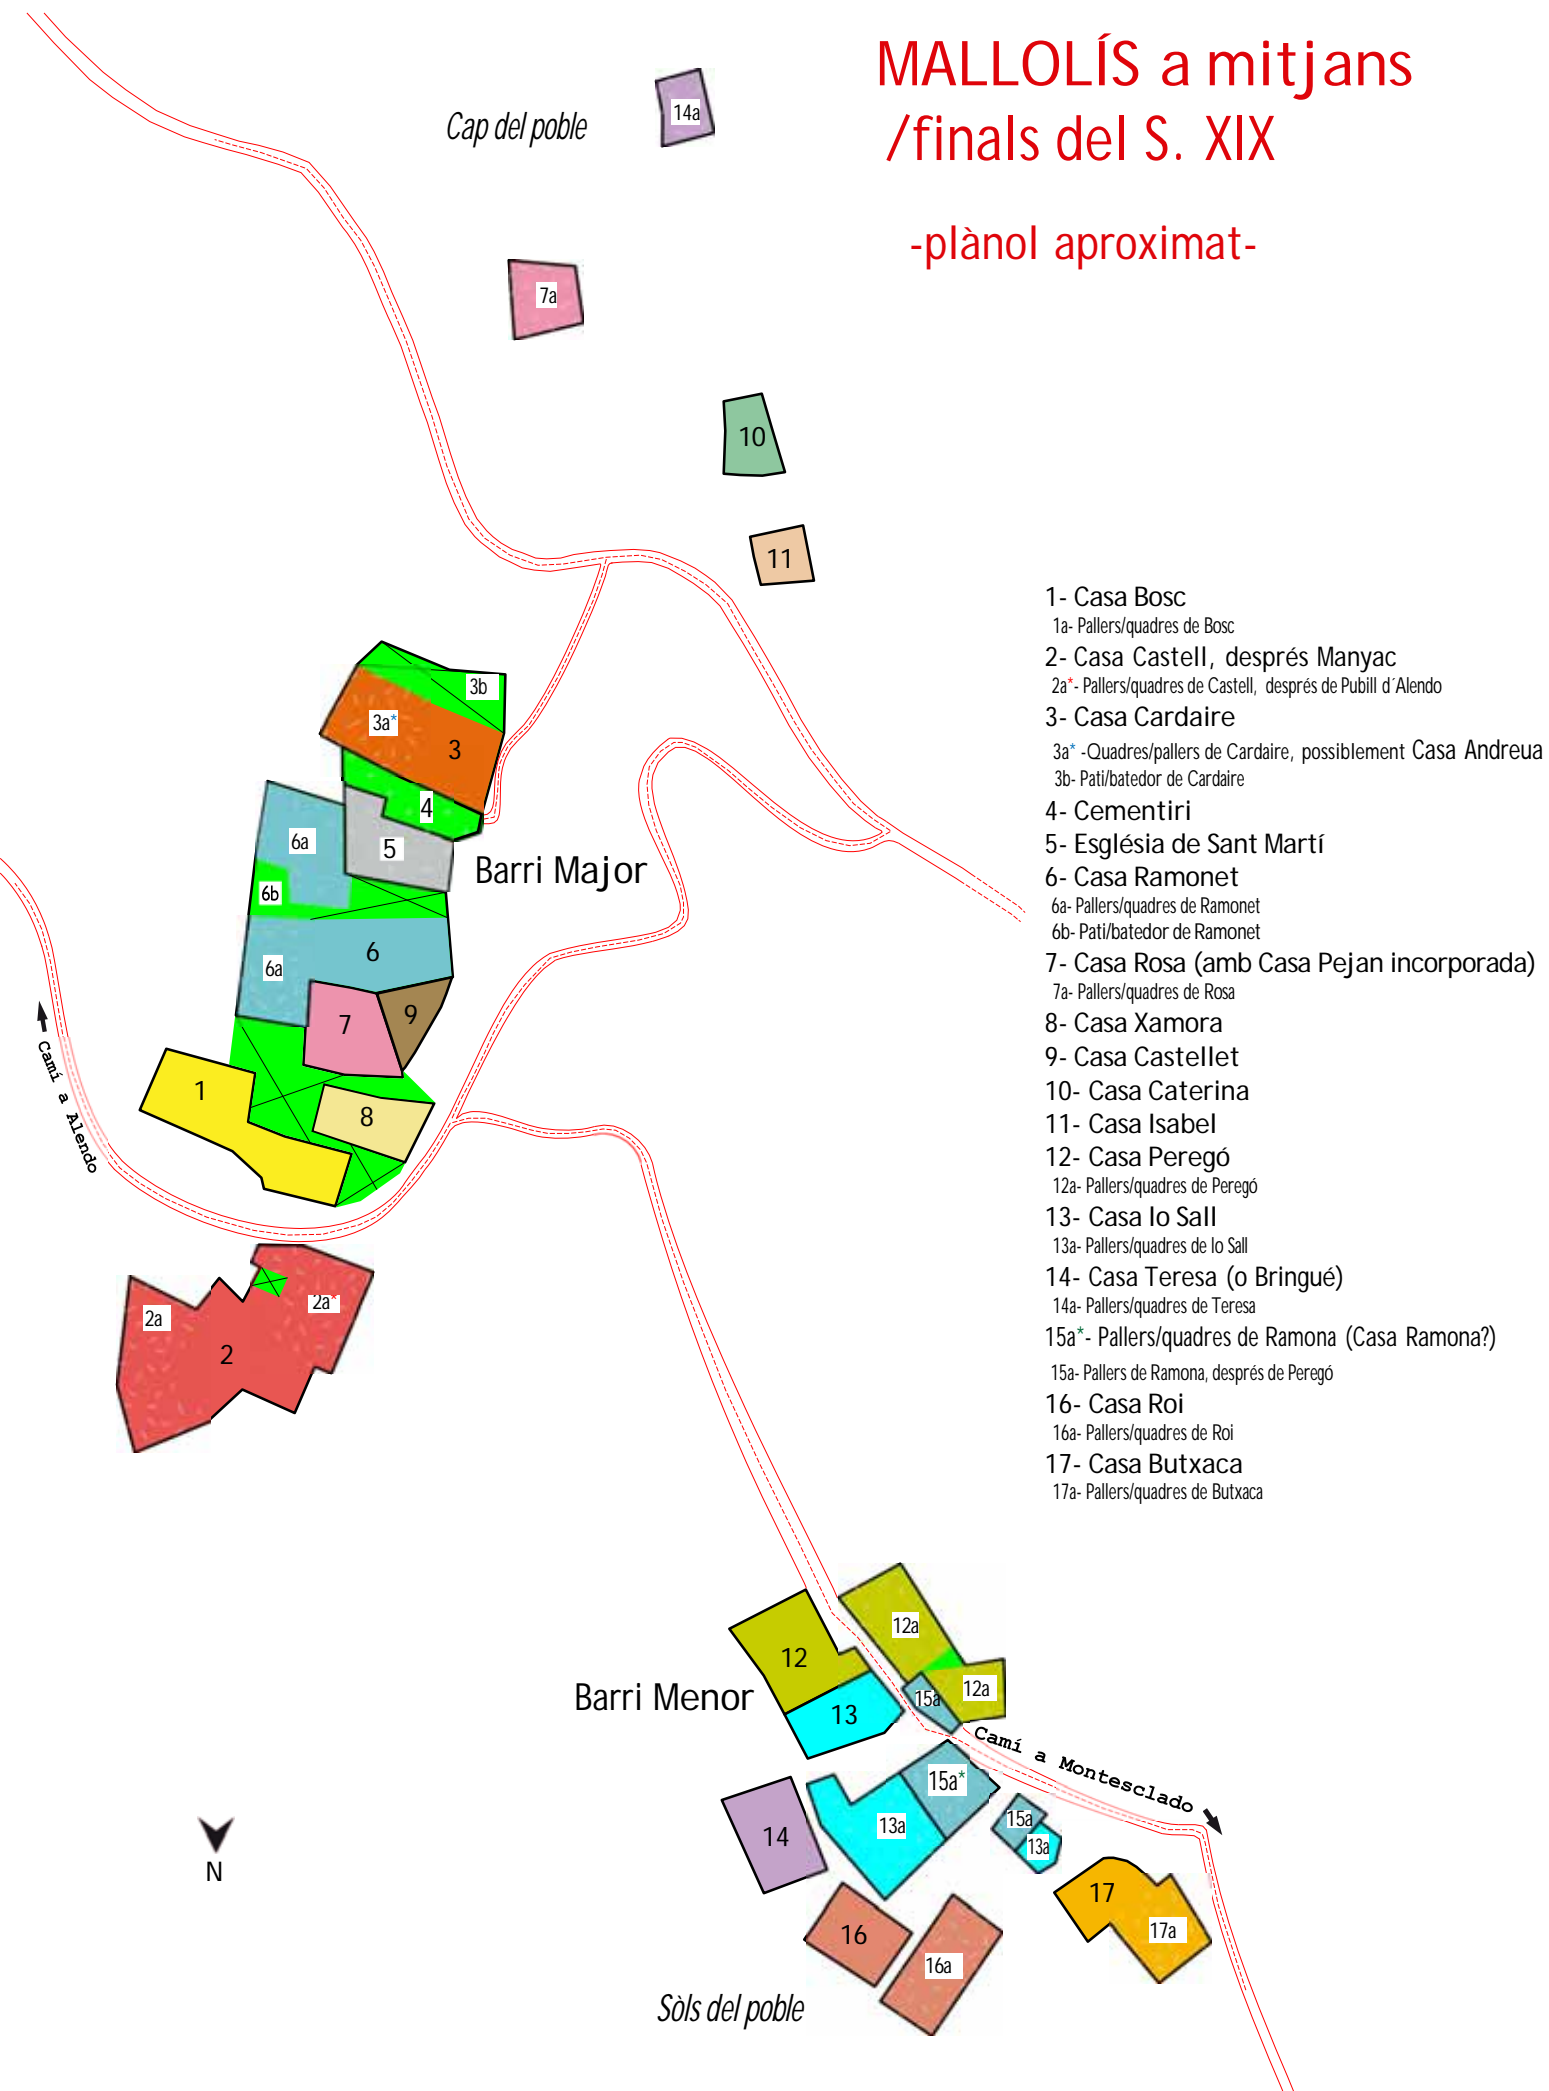 MALLOLÍS a mitjans
/finals del S. XIX
-plànol aproximat-
Cap del poble
14a
7a
10
11
3b
3a*
3
4
5
6a
Barri Major
6b
6
6a
7
9
1
8
Camí a Alendo
2a
2a*
2
1- Casa Bosc
1a- Pallers/quadres de Bosc
2- Casa Castell, després Manyac
2a*- Pallers/quadres de Castell, després de Pubill d´Alendo
3- Casa Cardaire
3a* -Quadres/pallers de Cardaire, possiblement Casa Andreua
3b- Pati/batedor de Cardaire
4- Cementiri
5- Església de Sant Martí
6- Casa Ramonet
6a- Pallers/quadres de Ramonet
6b- Pati/batedor de Ramonet
7- Casa Rosa (amb Casa Pejan incorporada)
7a- Pallers/quadres de Rosa
8- Casa Xamora
9- Casa Castellet
10- Casa Caterina
11- Casa Isabel
12- Casa Peregó
12a- Pallers/quadres de Peregó
13- Casa lo Sall
13a- Pallers/quadres de lo Sall
14- Casa Teresa (o Bringué)
14a- Pallers/quadres de Teresa
15a*- Pallers/quadres de Ramona (Casa Ramona?)
15a- Pallers de Ramona, després de Peregó
16- Casa Roi
16a- Pallers/quadres de Roi
17- Casa Butxaca
17a- Pallers/quadres de Butxaca
12a
12
12a
Barri Menor
15a
13
Camí a Montesclado
15a*
14
13a
15a
13a
17
17a
16
16a
Sòls del poble
N